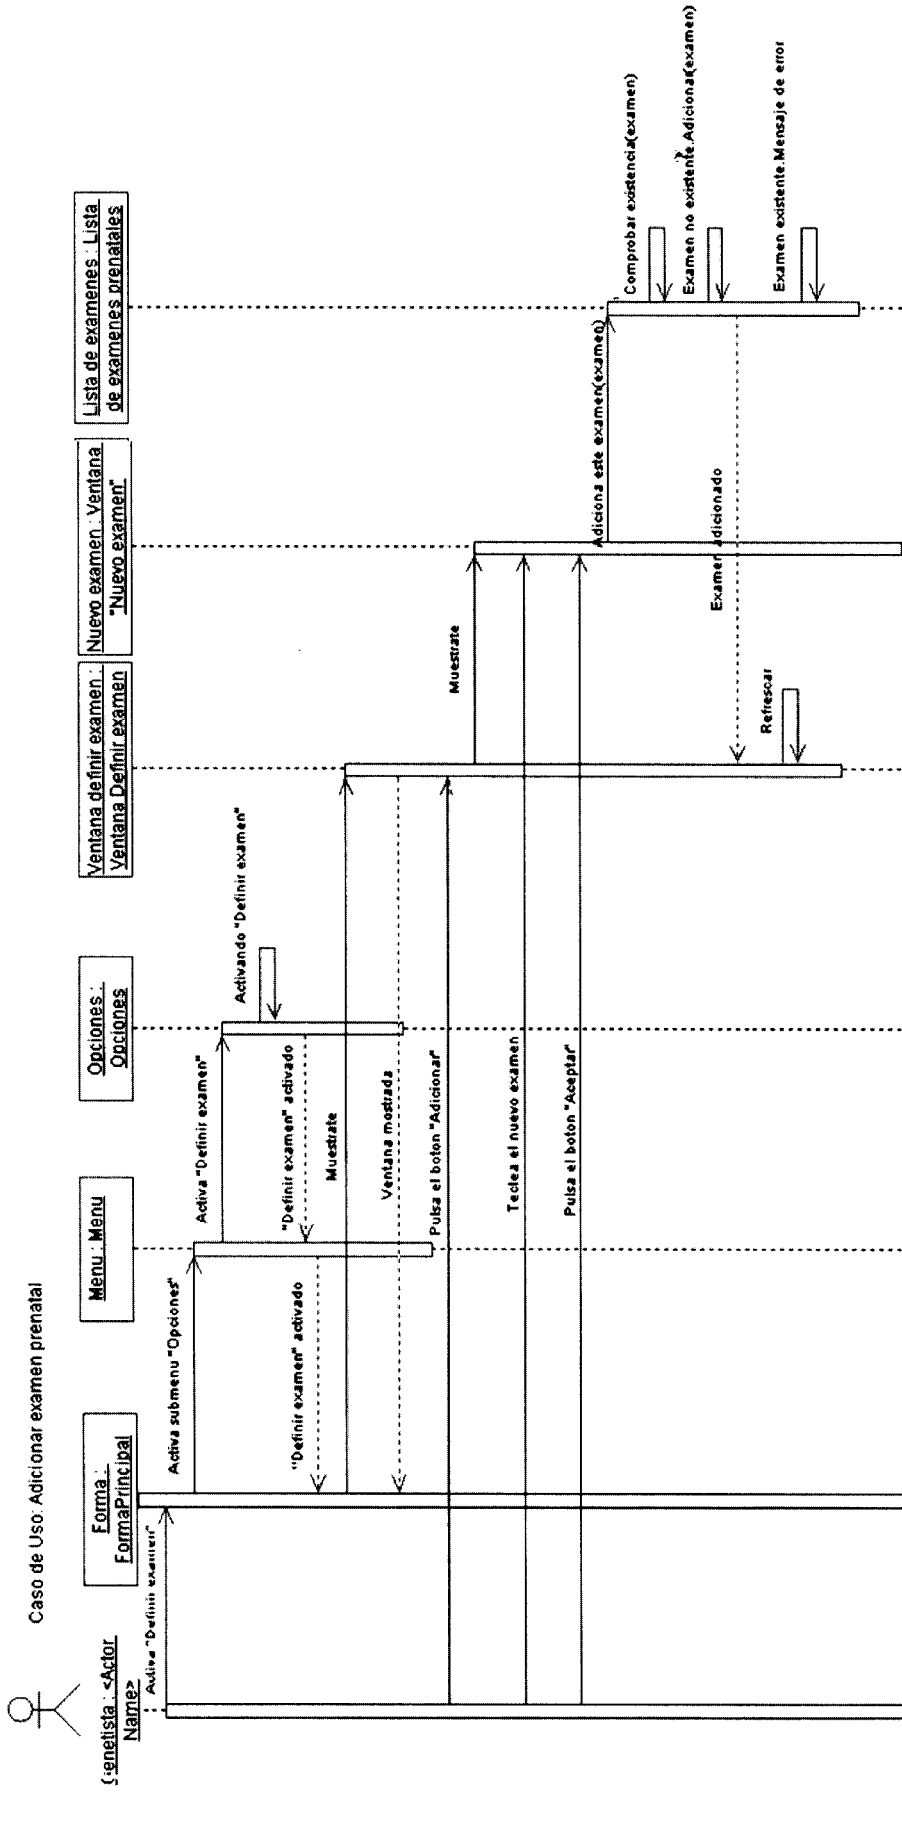 Caso de Uso: Adicionar examen prenatal
Genetista : <Actor
Name>
Forma :
FormaPrincipal
Menu : Menu
Opciones :
Opciones
Ventana definir examen :
Ventana Definir examen
Nuevo examen : Ventana
"Nuevo examen"
Lista de examenes : Lista
de examenes prenatales
Activa "Definir examen"
Activa submenu "Opciones"
Activa "Definir examen"
Activando "Definir examen"
"Definir examen" activado
"Definir examen" activado
Muestrate
Ventana mostrada
Pulsa el boton "Adicionar"
Muestrate
Teclea el nuevo examen
Pulsa el boton "Aceptar"
Adiciona este examen(examen)
Comprobar existencia(examen)
Examen no existente.Adicionar(examen)
Examen adicionado
Refrescar
Examen existente.Mensaje de error